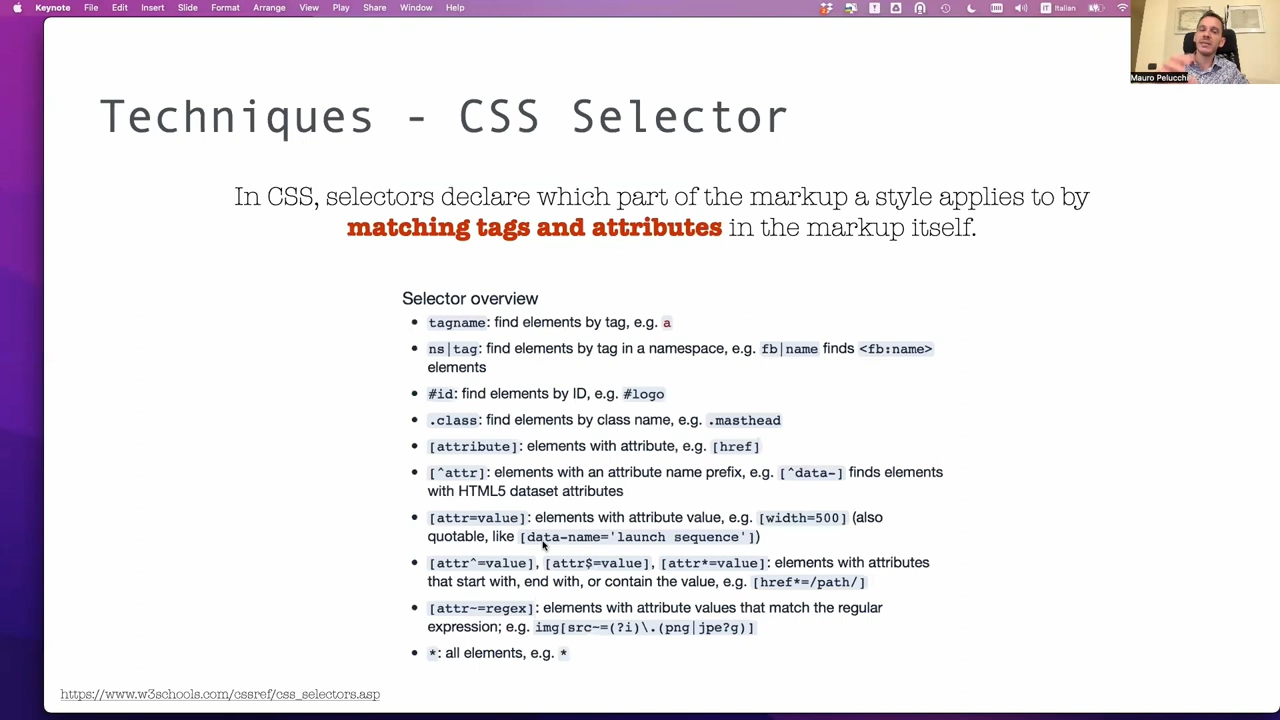 Keynote File Edit Insert Slide Format Arrange View Play Share Window Help Italian
Mauro Pelucchi
Techniques - CSS Selector
In CSS, selectors declare which part of the markup a style applies to by
matching tags and attributes in the markup itself.
Selector overview
• tagname: find elements by tag, e.g. a
• ns|tag: find elements by tag in a namespace, e.g. fb|name finds <fb:name>
elements
• #id: find elements by ID, e.g. #logo
• .class: find elements by class name, e.g. .masthead
• [attribute]: elements with attribute, e.g. [href]
• [^attr]: elements with an attribute name prefix, e.g. [^data-] finds elements
with HTML5 dataset attributes
• [attr=value]: elements with attribute value, e.g. [width=500] (also
quotable, like [data-name='launch sequence'])
• [attr^=value], [attr$=value], [attr*=value]: elements with attributes
that start with, end with, or contain the value, e.g. [href*=/path/]
• [attr~=regex]: elements with attribute values that match the regular
expression; e.g. img[src~=(?i)\.(png|jpe?g)]
• *: all elements, e.g. *
https://www.w3schools.com/cssref/css_selectors.asp